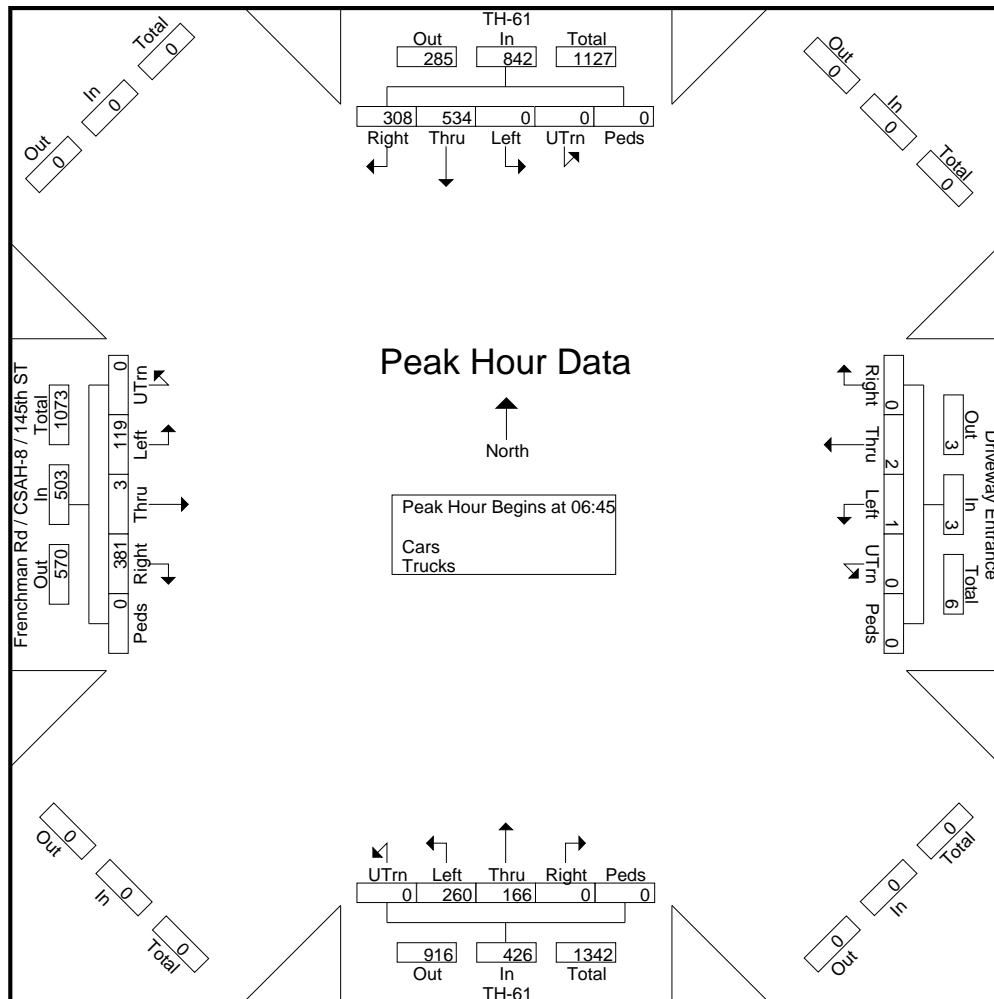 TH-61
Out In Total
285 842 1127
308 534 0 0 0
Right Thru Left UTrn Peds
Total
0
In
0
Out
0
Out
0
In
0
Total
0
Frenchman Rd / CSAH-8 / 145th ST
Out In Total
570 503 1073
0 381 3 119 0
Peds Right Thru Left UTrn
Peak Hour Data
North
Peak Hour Begins at 06:45
Cars
Trucks
Driveway Entrance
Out In Total
3 3 6
0 2 1 0 0
Right Thru Left UTrn Peds
Out
0
In
0
Total
0
Total
0
In
0
Out
0
UTrn Left Thru Right Peds
0 260 166 0 0
916 426 1342
Out In Total
TH-61